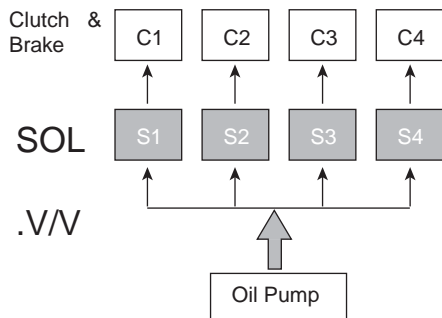 Clutch & Brake
C1 C2 C3 C4
SOL
S1 S2 S3 S4
.V/V
Oil Pump